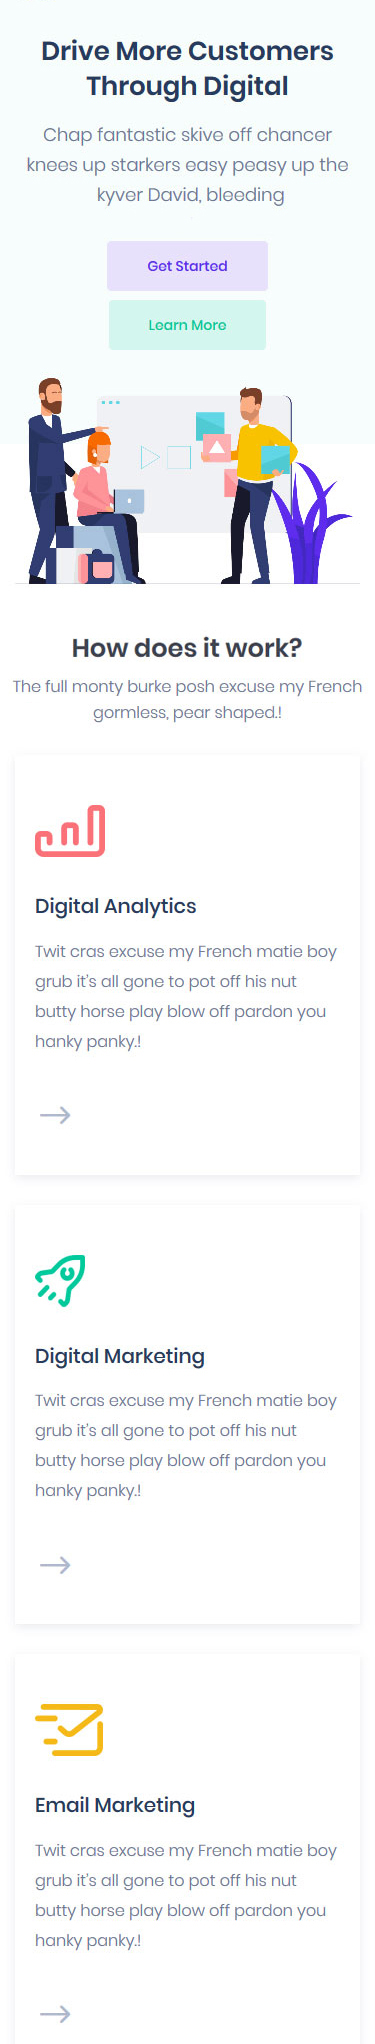 Drive More Customers
Through Digital
Chap fantastic skive off chancer
knees up starkers easy peasy up the
kyver David, bleeding
Get Started
Learn More
How does it work?
The full monty burke posh excuse my French
gormless, pear shaped.!
Digital Analytics
Twit cras excuse my French matie boy
grub it's all gone to pot off his nut
butty horse play blow off pardon you
hanky panky.!
Digital Marketing
Twit cras excuse my French matie boy
grub it's all gone to pot off his nut
butty horse play blow off pardon you
hanky panky.!
Email Marketing
Twit cras excuse my French matie boy
grub it's all gone to pot off his nut
butty horse play blow off pardon you
hanky panky.!